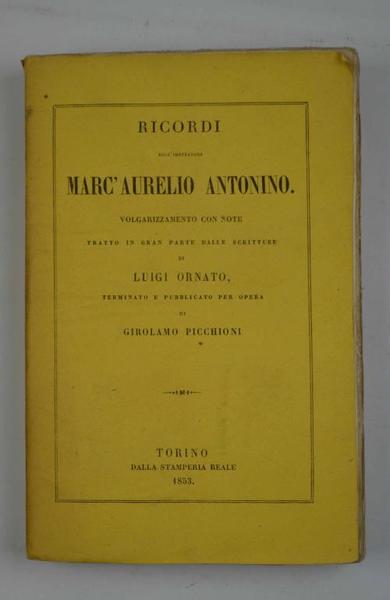 RICORDI
DELL'IMPERATORE
MARC'AURELIO ANTONINO.
VOLGARIZZAMENTO CON NOTE
TRATTO IN GRAN PARTE DALLE SCRITTURE
DI
LUIGI ORNATO,
TERMINATO E PUBBLICATO PER OPERA
DI
GIROLAMO PICCHIONI
TORINO
DALLA STAMPERIA REALE
1853.